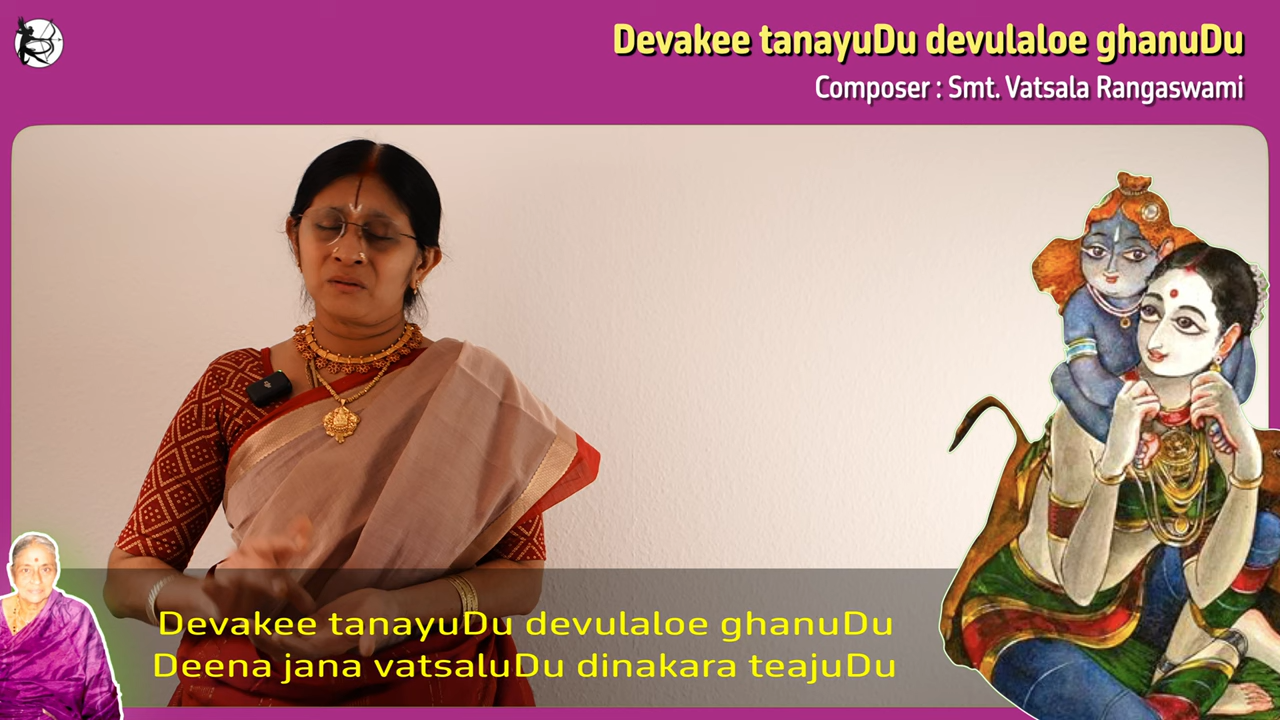 Devakee tanayuDu devulaloe ghanuDu
Composer : Smt. Vatsala Rangaswami
Devakee tanayuDu devulaloe ghanuDu
Deena jana vatsaluDu dinakara teajuDu